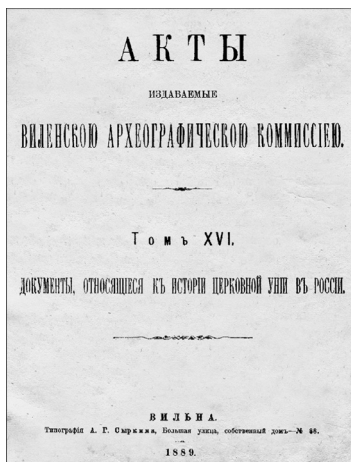 АКТЫ
ИЗДАВАЕМЫЕ
ВИЛЕНСКОЮ АРХЕОГРАФИЧЕСКОЮ КОММИССІЕЮ.
Томъ XVI.
ДОКУМЕНТЫ, ОТНОСЯЩІЕСЯ КЪ ИСТОРІИ ЦЕРКОВНОЙ УНІИ ВЪ РОССІИ.
ВИЛЬНА.
Типографія А. Г. Сыркина, Большая улица, собственный домъ—№ 88.
1889.